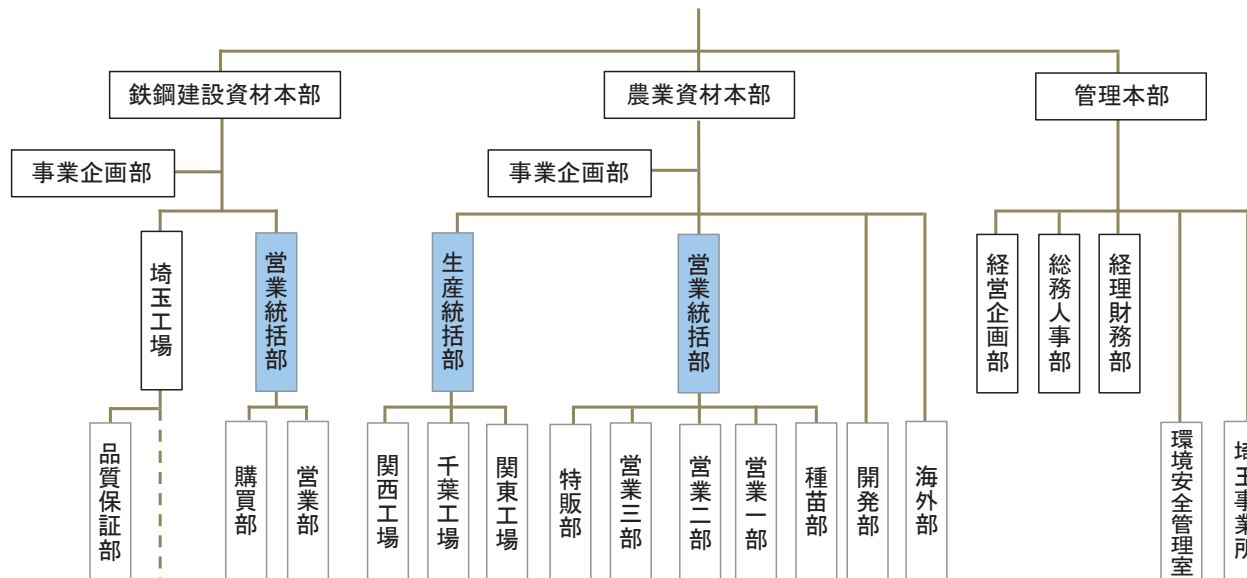 鉄鋼建設資材本部
農業資材本部
管理本部
事業企画部
事業企画部
埼玉工場
営業統括部
生産統括部
営業統括部
経営企画部
総務人事部
経理財務部
品質保証部
購買部
営業部
関西工場
千葉工場
関東工場
特販部
営業三部
営業二部
営業一部
種苗部
開発部
海外部
環境安全管理室
埼玉事業所